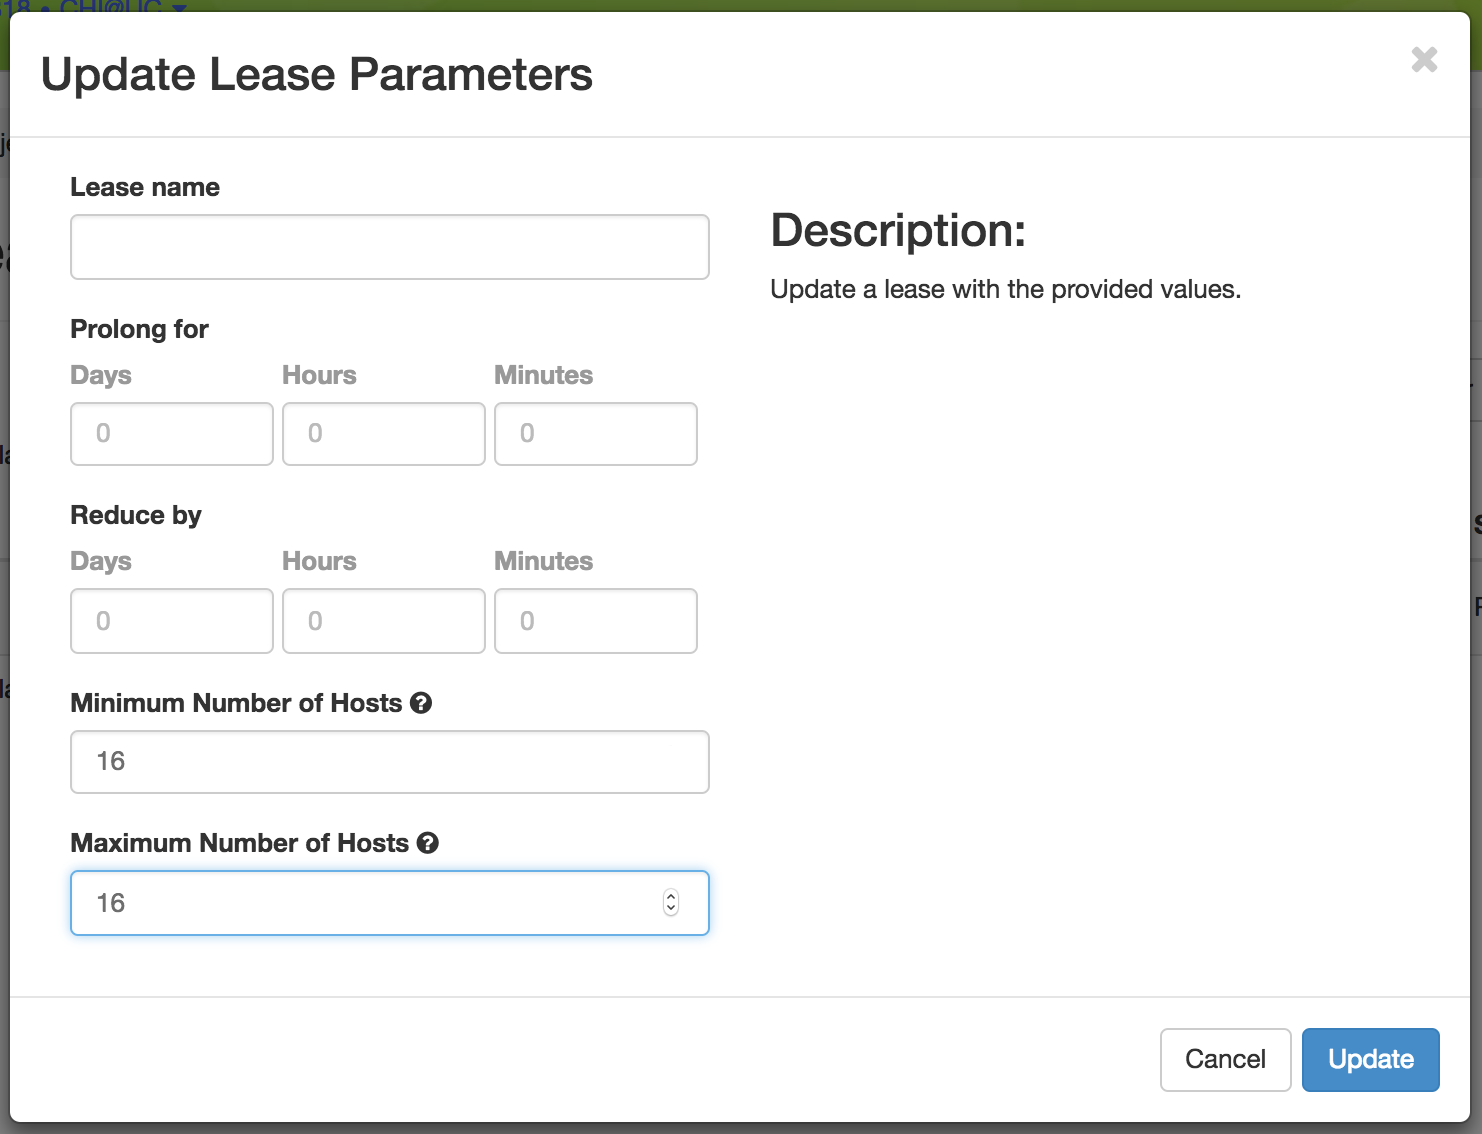 CHI@UC
Update Lease Parameters
Lease name
Description:
Update a lease with the provided values.
Prolong for
Days Hours Minutes
0 0 0
Reduce by
Days Hours Minutes
0 0 0
Minimum Number of Hosts
16
Maximum Number of Hosts
16
Cancel Update